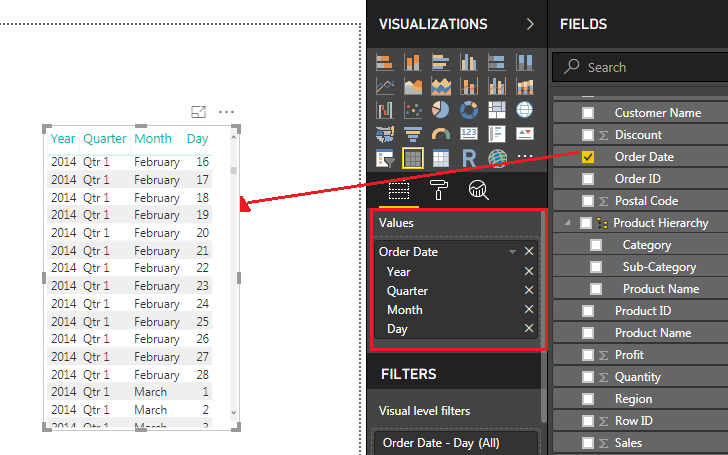 Year Quarter Month Day
2014 Qtr 1 February 16
2014 Qtr 1 February 17
2014 Qtr 1 February 18
2014 Qtr 1 February 19
2014 Qtr 1 February 20
2014 Qtr 1 February 21
2014 Qtr 1 February 22
2014 Qtr 1 February 23
2014 Qtr 1 February 24
2014 Qtr 1 February 25
2014 Qtr 1 February 26
2014 Qtr 1 February 27
2014 Qtr 1 February 28
2014 Qtr 1 March 1
2014 Qtr 1 March 2
2014 Qtr 1 March 3
VISUALIZATIONS
123
R
Values
Order Date
Year
Quarter
Month
Day
FILTERS
Visual level filters
Order Date - Day (All)
FIELDS
Search
Customer Name
Discount
Order Date
Order ID
Postal Code
Product Hierarchy
Category
Sub-Category
Product Name
Product ID
Product Name
Profit
Quantity
Region
Row ID
Sales